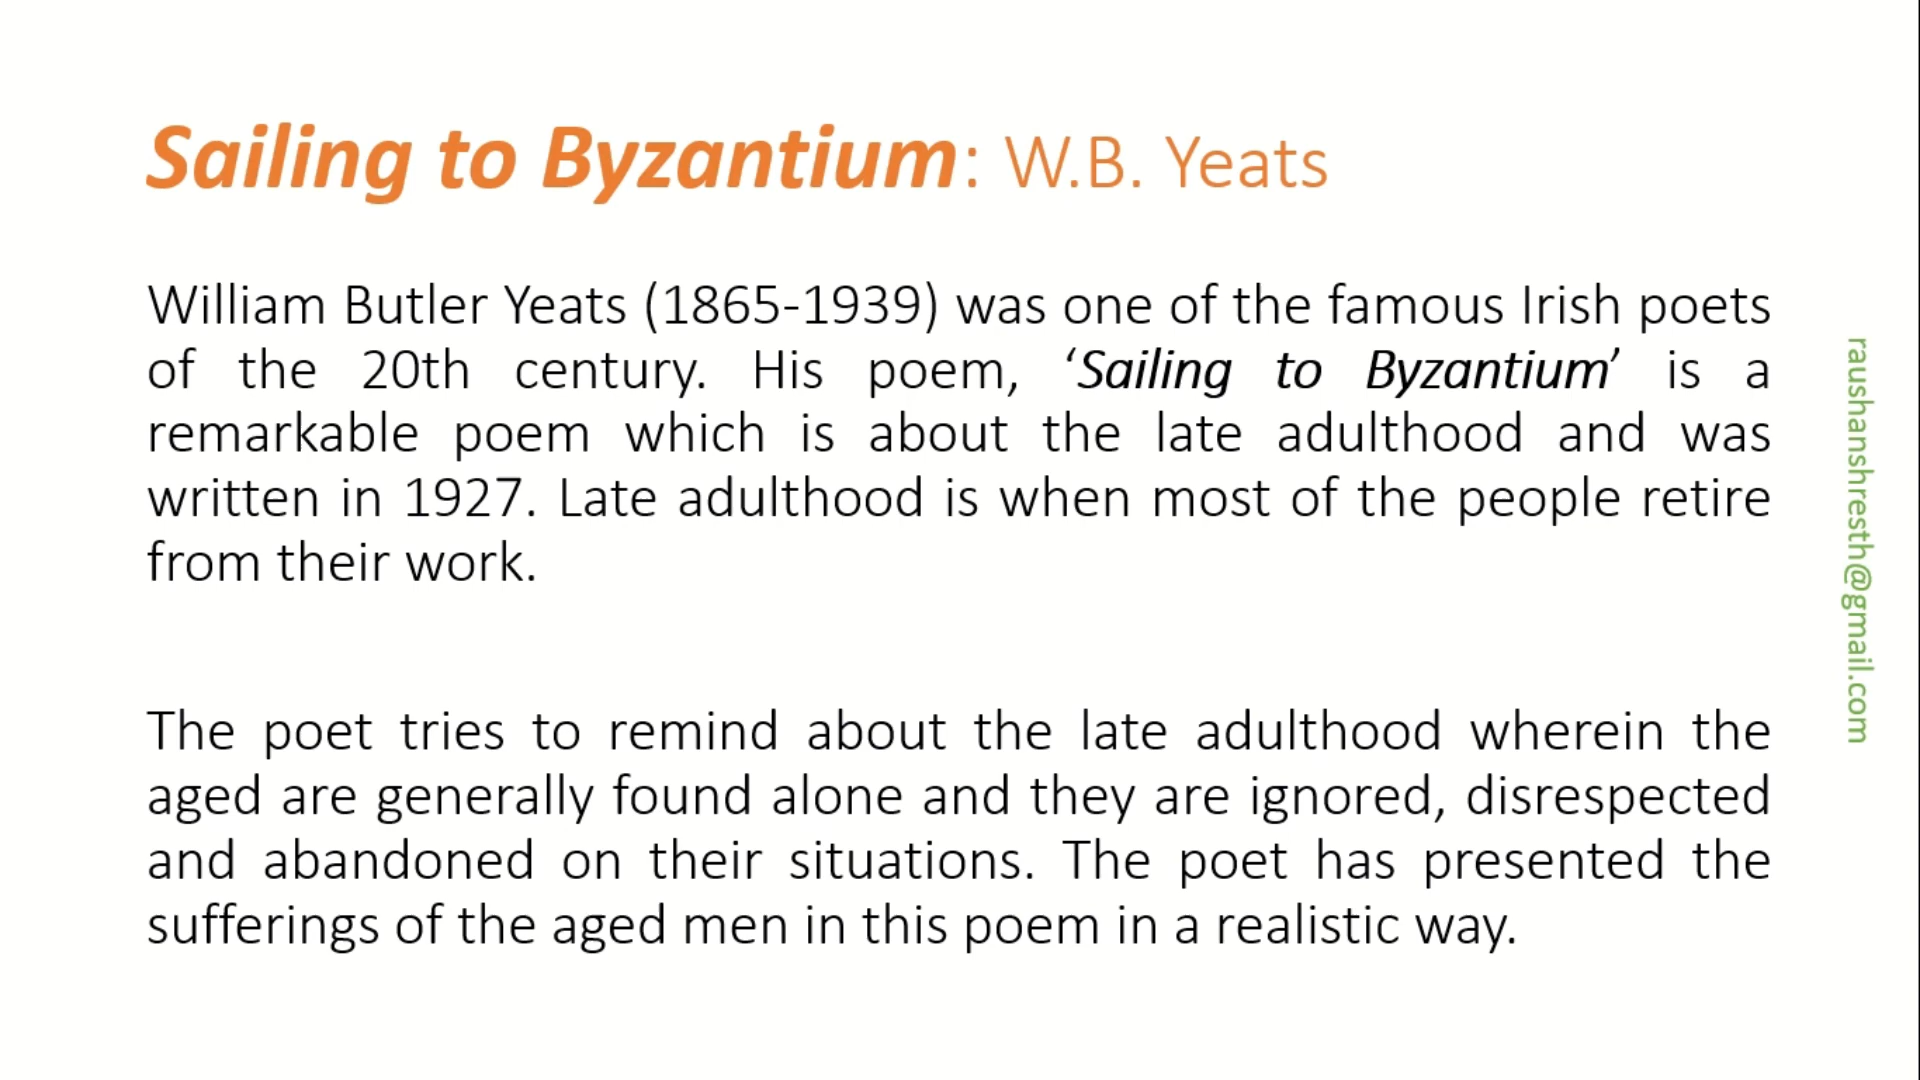 Sailing to Byzantium: W.B. Yeats
William Butler Yeats (1865-1939) was one of the famous Irish poets
of the 20th century. His poem, ‘Sailing to Byzantium’ is a
remarkable poem which is about the late adulthood and was
written in 1927. Late adulthood is when most of the people retire
from their work.
The poet tries to remind about the late adulthood wherein the
aged are generally found alone and they are ignored, disrespected
and abandoned on their situations. The poet has presented the
sufferings of the aged men in this poem in a realistic way.
raushanshresth@gmail.com